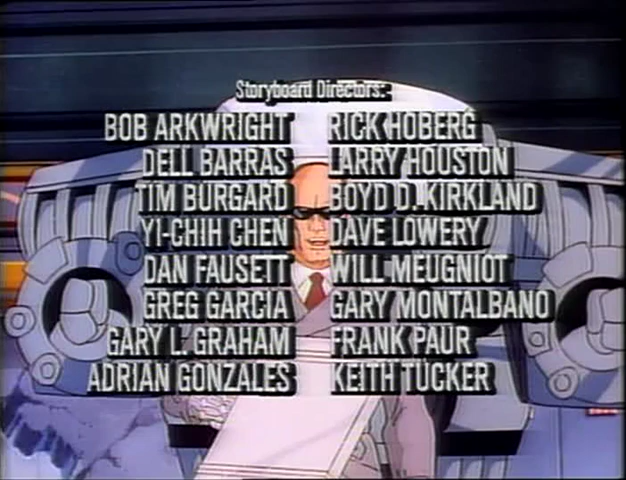 Storyboard Directors:
BOB ARKWRIGHT RICK HOBERG
DELL BARRAS LARRY HOUSTON
TIM BURGARD BOYD D. KIRKLAND
YI-CHIH CHEN DAVE LOWERY
DAN FAUSETT WILL MEUGNIOT
GREG GARCIA GARY MONTALBANO
GARY L. GRAHAM FRANK PAUR
ADRIAN GONZALES KEITH TUCKER